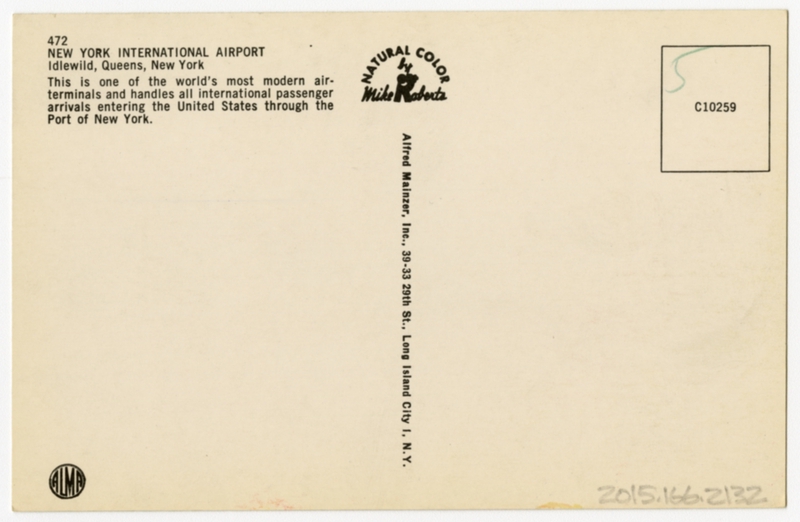 472
NEW YORK INTERNATIONAL AIRPORT
Idlewild, Queens, New York
This is one of the world's most modern air-
terminals and handles all international passenger
arrivals entering the United States through the
Port of New York.
NATURAL COLOR
by
Mike Roberts
Alfred Mainzer, Inc., 39-33 29th St., Long Island City 1, N.Y.
5
C10259
ALMA
2015.166.2132